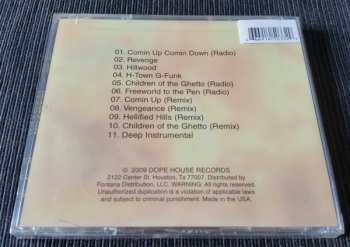 01. Comin Up Comin Down (Radio)
02. Revenge
03. Hillwood
04. H-Town G-Funk
05. Children of the Ghetto (Radio)
06. Freeworld to the Pen (Radio)
07. Comin Up (Remix)
08. Vengeance (Remix)
09. Hellified Hills (Remix)
10. Children of the Ghetto (Remix)
11. Deep Instrumental
© 2009 DOPE HOUSE RECORDS
2122 Center St. Houston, Tx 77007. Distributed by
Fontana Distribution, LLC. WARNING: All rights reserved.
Unauthorized duplication is a violation of applicable laws
and subject to criminal punishment. Made in the USA.